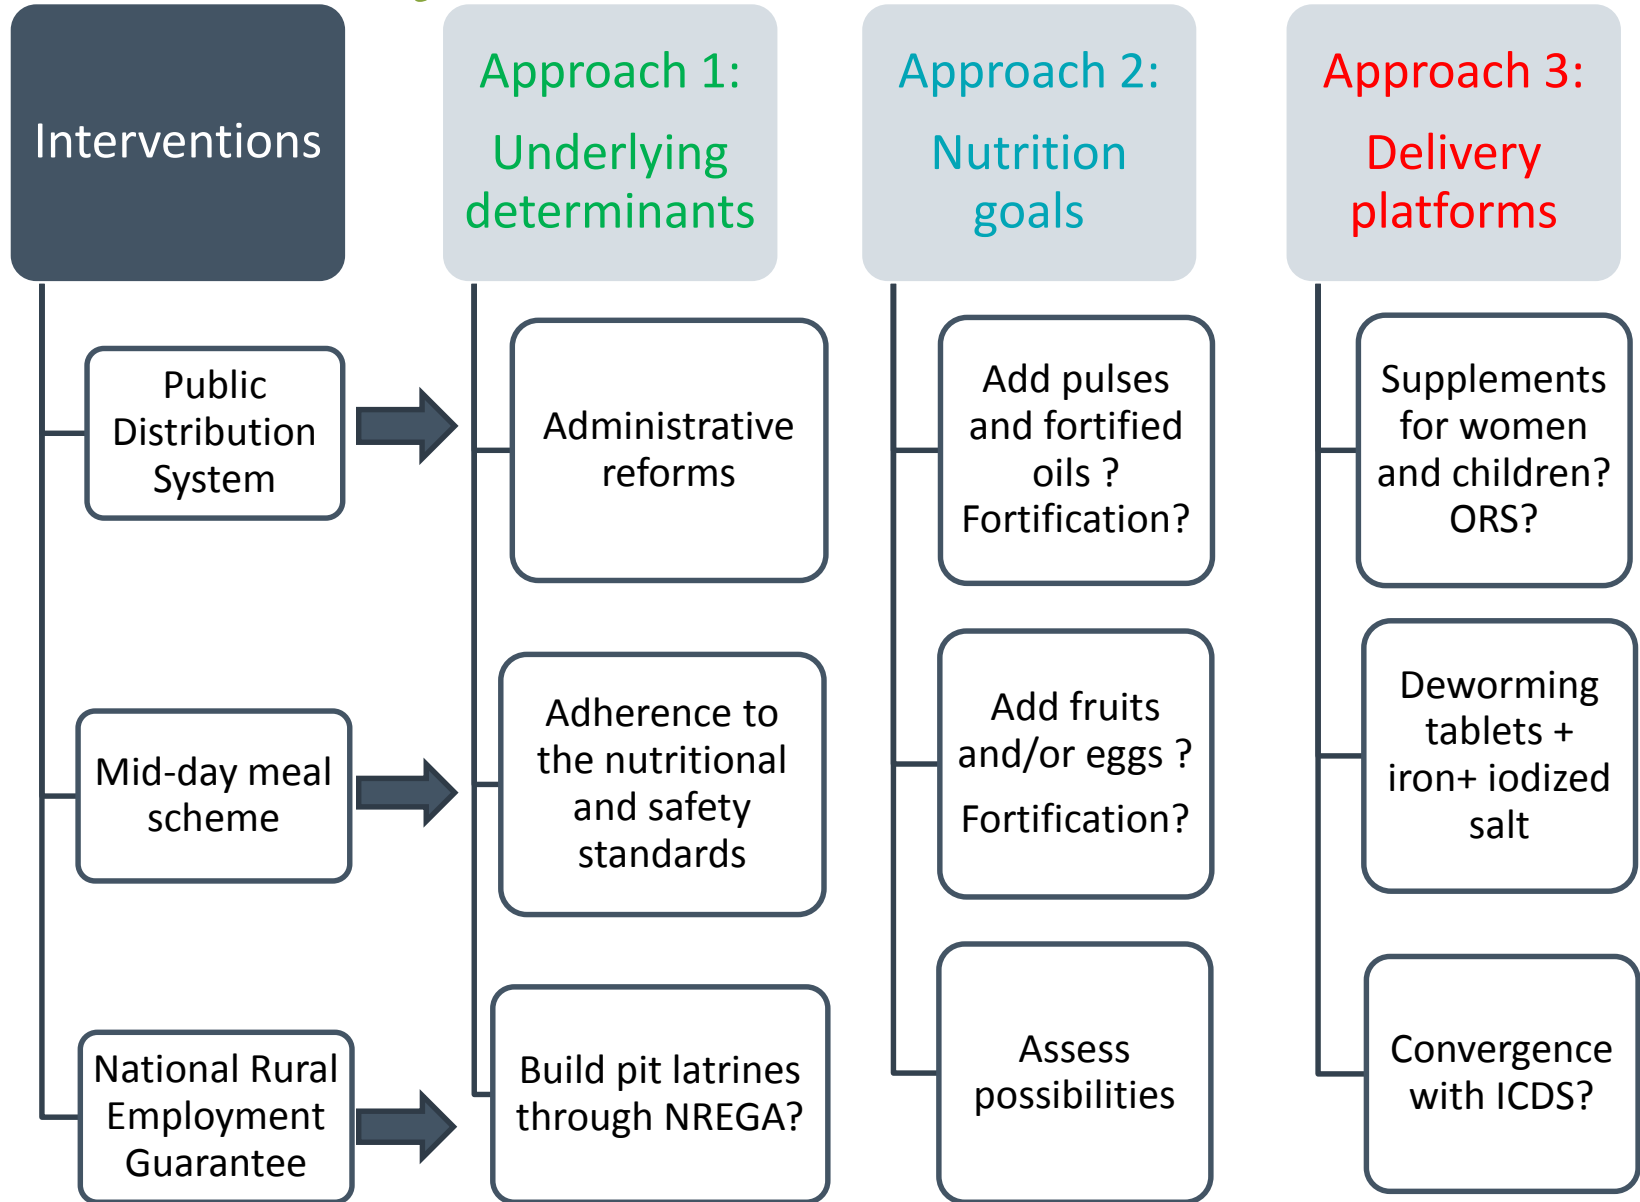 Interventions
Public
Distribution
System
Mid-day meal
scheme
National Rural
Employment
Guarantee
Approach 1:
Underlying
determinants
Administrative
reforms
Adherence to
the nutritional
and safety
standards
Build pit latrines
through NREGA?
Approach 2:
Nutrition
goals
Add pulses
and fortified
oils ?
Fortification?
Add fruits
and/or eggs ?
Fortification?
Assess
possibilities
Approach 3:
Delivery
platforms
Supplements
for women
and children?
ORS?
Deworming
tablets +
iron+ iodized
salt
Convergence
with ICDS?